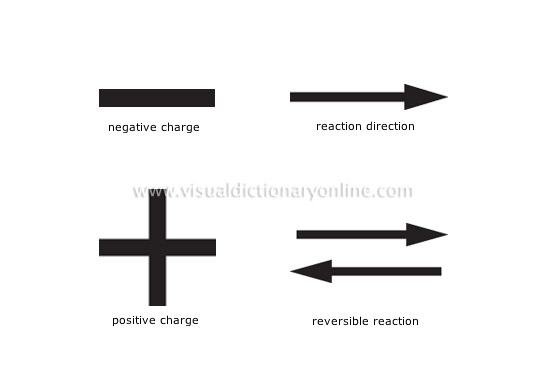 negative charge
reaction direction
www.visualdictionaryonline.com
positive charge
reversible reaction